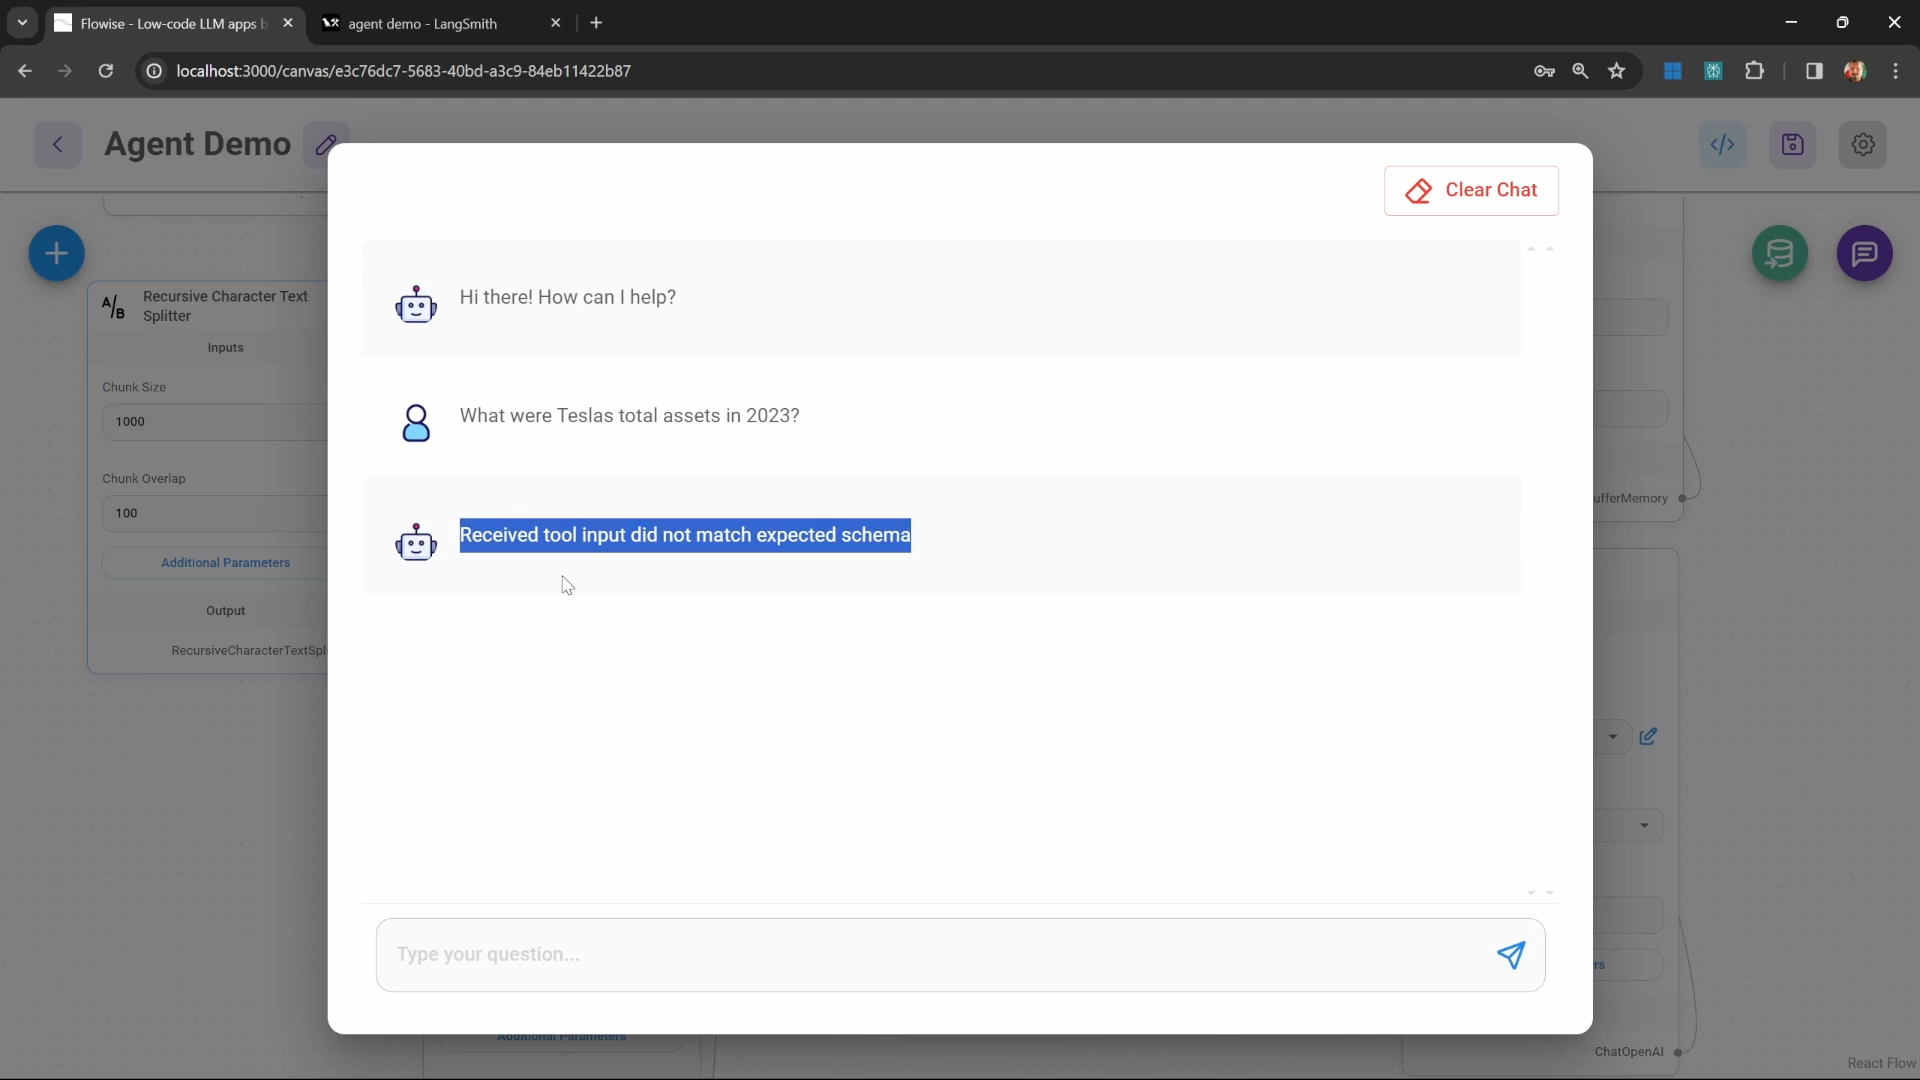 Flowise - Low-code LLM apps b
agent demo - LangSmith
localhost:3000/canvas/e3c76dc7-5683-40bd-a3c9-84eb11422b87
Agent Demo
Clear Chat
Hi there! How can I help?
What were Teslas total assets in 2023?
Received tool input did not match expected schema
Type your question...
A/B
Recursive Character Text
Splitter
Inputs
Chunk Size
1000
Chunk Overlap
100
Additional Parameters
Output
RecursiveCharacterTextSpli
Additional Parameters
ufferMemory
rs
ChatOpenAI
React Flow